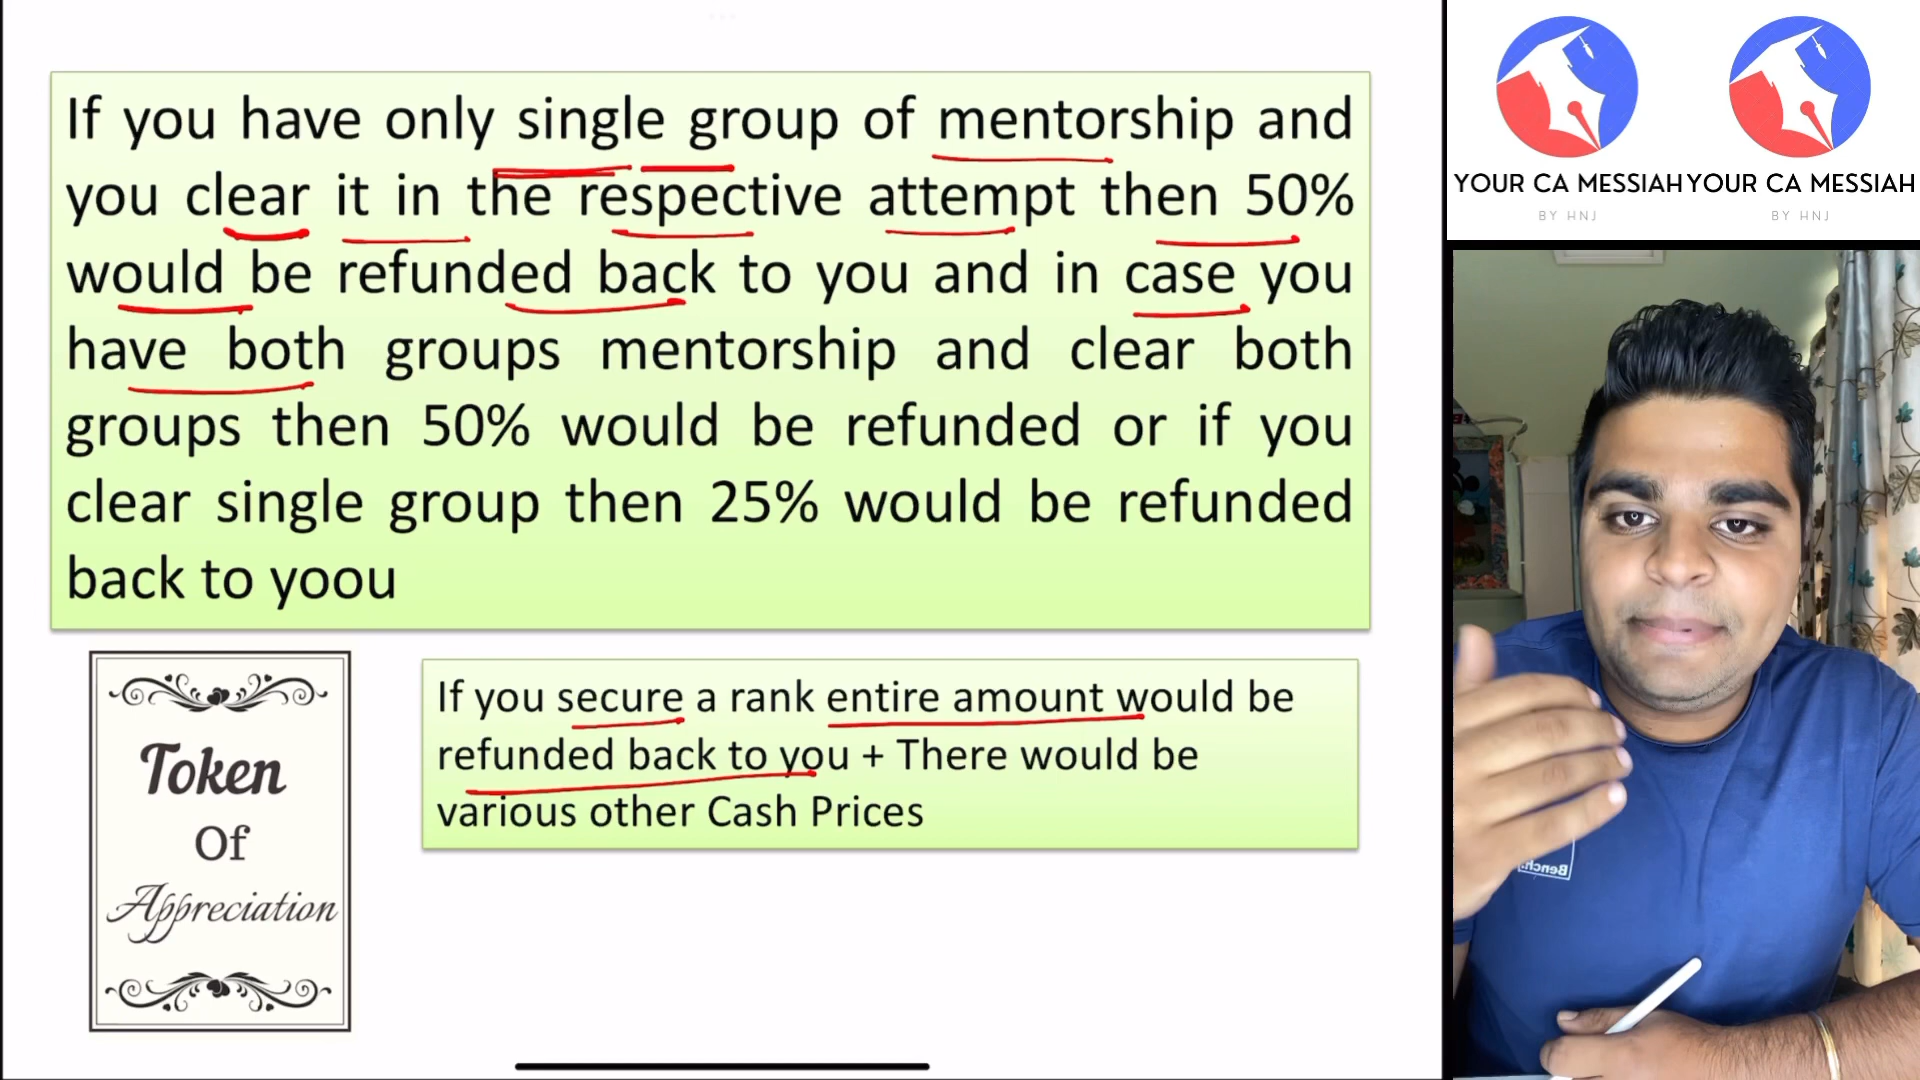 If you have only single group of mentorship and
you clear it in the respective attempt then 50%
would be refunded back to you and in case you
have both groups mentorship and clear both
groups then 50% would be refunded or if you
clear single group then 25% would be refunded
back to yoou
Token
Of
Appreciation
If you secure a rank entire amount would be
refunded back to you + There would be
various other Cash Prices
YOUR CA MESSIAH
BY HNJ
YOUR CA MESSIAH
BY HNJ